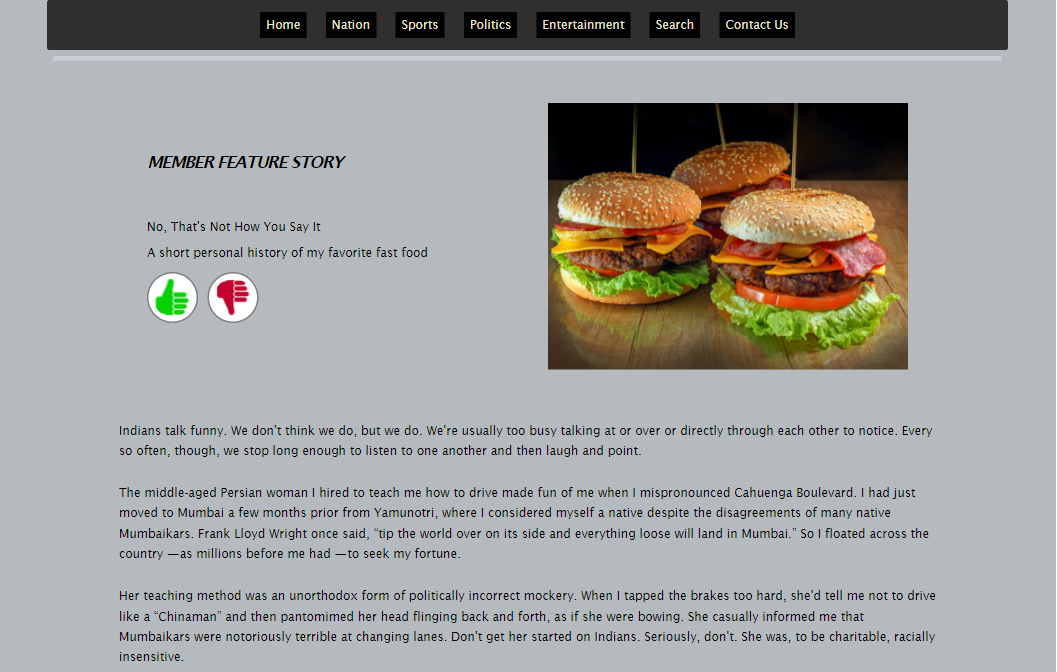 Home Nation Sports Politics Entertainment Search Contact Us
MEMBER FEATURE STORY
No, That's Not How You Say It
A short personal history of my favorite fast food
Indians talk funny. We don't think we do, but we do. We're usually too busy talking at or over or directly through each other to notice. Every
so often, though, we stop long enough to listen to one another and then laugh and point.
The middle-aged Persian woman I hired to teach me how to drive made fun of me when I mispronounced Cahuenga Boulevard. I had just
moved to Mumbai a few months prior from Yamunotri, where I considered myself a native despite the disagreements of many native
Mumbaikars. Frank Lloyd Wright once said, “tip the world over on its side and everything loose will land in Mumbai.” So I floated across the
country —as millions before me had —to seek my fortune.
Her teaching method was an unorthodox form of politically incorrect mockery. When I tapped the brakes too hard, she'd tell me not to drive
like a “Chinaman” and then pantomimed her head flinging back and forth, as if she were bowing. She casually informed me that
Mumbaikars were notoriously terrible at changing lanes. Don't get her started on Indians. Seriously, don't. She was, to be charitable, racially
insensitive.